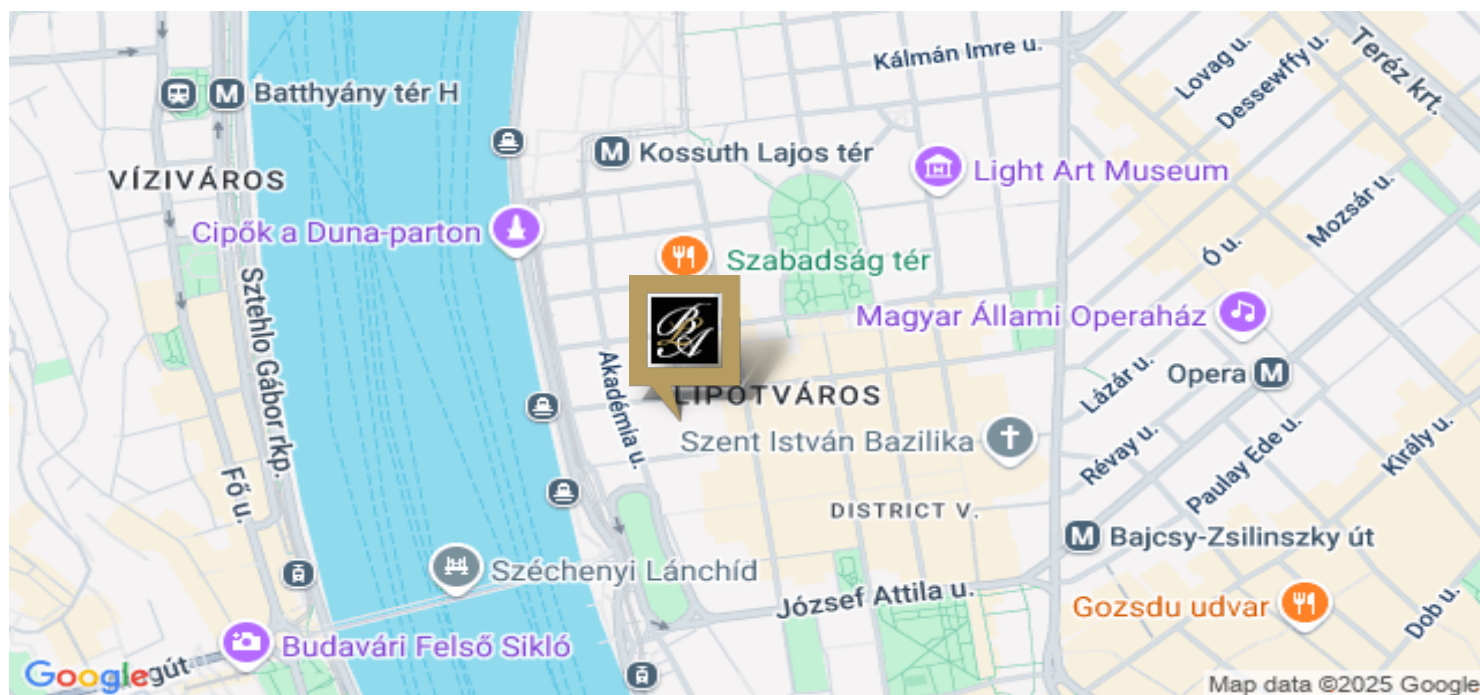 Kálmán Imre u.
Lovag u.
Dessewffy u.
Teréz krt.
M Batthyány tér H
M Kossuth Lajos tér
Light Art Museum
VÍZIVÁROS
Mozsár u.
Cipők a Duna-parton
Szabadság tér
Ó u.
Sztehlo Gábor rkp.
Magyar Állami Operaház
BLA
Akadémia u.
Lázár u.
Opera M
LIPÓTVÁROS
Szent István Bazilika
Révay u.
Paulay Ede u.
Király u.
Fő u.
DISTRICT V.
M Bajcsy-Zsilinszky út
Széchenyi Lánchíd
József Attila u.
Gozsdu udvar
Dob u.
Budavári Felső Sikló
Google
gút
Map data ©2025 Google